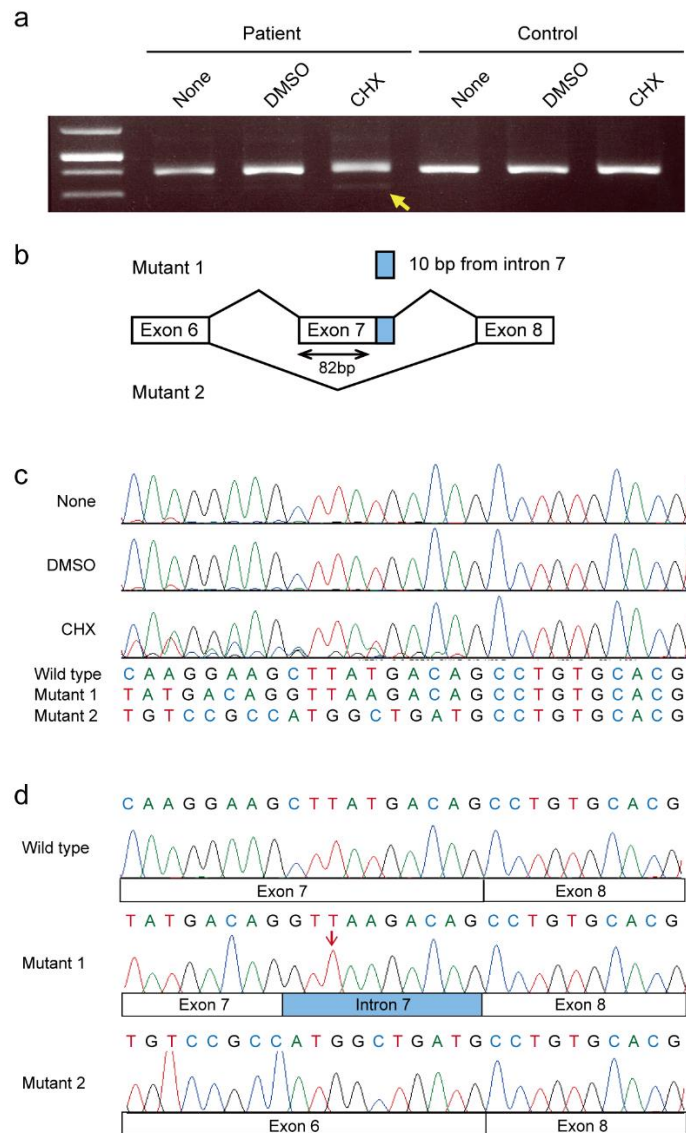 a
Patient Control
None DMSO CHX None DMSO CHX
b
Mutant 1
10 bp from intron 7
Exon 6 Exon 7 Exon 8
82bp
Mutant 2
c
None
DMSO
CHX
Wild type C A A G G A A G C T T A T G A C A G C C T G T G C A C G
Mutant 1 T A T G A C A G G T T A A G A C A G C C T G T G C A C G
Mutant 2 T G T C C G C C A T G G C T G A T G C C T G T G C A C G
d
C A A G G A A G C T T A T G A C A G C C T G T G C A C G
Wild type
Exon 7 Exon 8
T A T G A C A G G T T A A G A C A G C C T G T G C A C G
Mutant 1
Exon 7 Intron 7 Exon 8
T G T C C G C C A T G G C T G A T G C C T G T G C A C G
Mutant 2
Exon 6 Exon 8